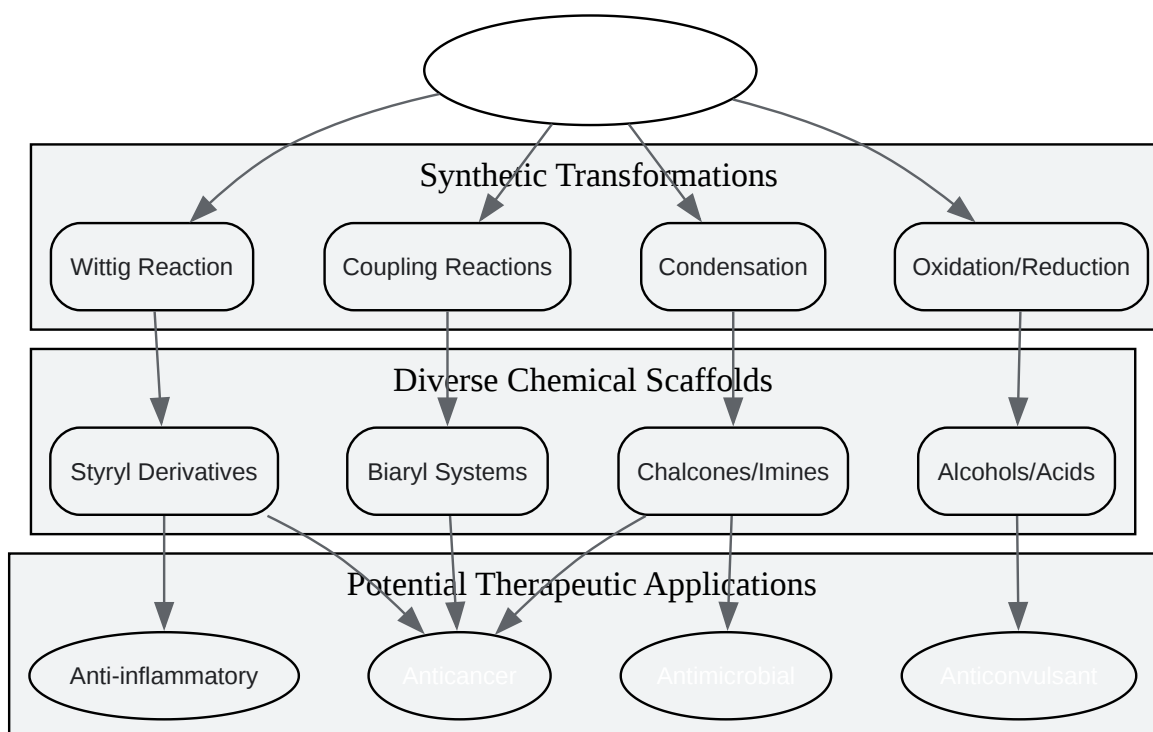 Synthetic Transformations
Wittig Reaction
Coupling Reactions
Condensation
Oxidation/Reduction
Diverse Chemical Scaffolds
Styryl Derivatives
Biaryl Systems
Chalcones/Imines
Alcohols/Acids
Potential Therapeutic Applications
Anti-inflammatory
Anticancer
Antimicrobial
Anticonvulsant